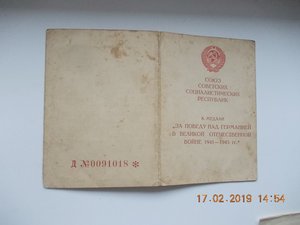 Д №0091018 *
СОЮЗ
СОВЕТСКИХ
СОЦИАЛИСТИЧЕСКИХ
РЕСПУБЛИК
К МЕДАЛИ
„ЗА ПОБЕДУ НАД ГЕРМАНИЕЙ
В ВЕЛИКОЙ ОТЕЧЕСТВЕННОЙ
ВОЙНЕ 1941—1945 гг.“
17.02.2019 14:54